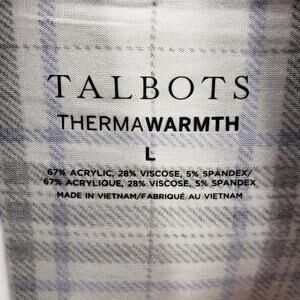 TALBOTS
THERMAWARMTH
L
67% ACRYLIC, 28% VISCOSE, 5% SPANDEX/
67% ACRYLIQUE, 28% VISCOSE, 5% SPANDEX
MADE IN VIETNAM/FABRIQUÉ AU VIETNAM